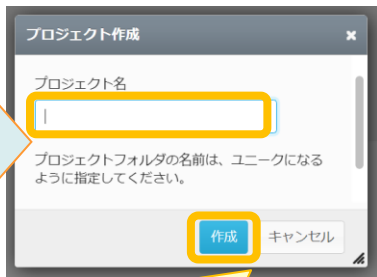 プロジェクト作成 ×
プロジェクト名
プロジェクトフォルダの名前は、ユニークになる
ように指定してください。
作成 キャンセル